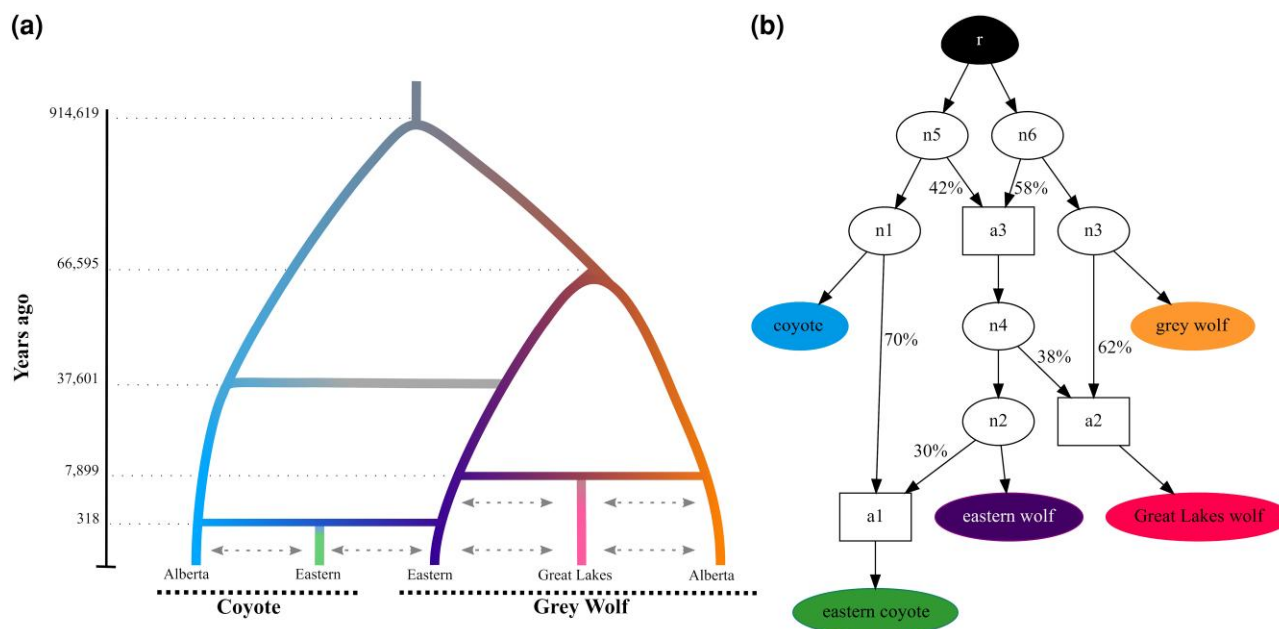 (a)
914,619
66,595
37,601
7,899
318
Years ago
Alberta
Eastern
Eastern
Great Lakes
Alberta
Coyote
Grey Wolf
(b)
r
n5
n6
42%
58%
n1
a3
n3
coyote
n4
grey wolf
70%
38%
62%
n2
a2
30%
a1
eastern wolf
Great Lakes wolf
eastern coyote